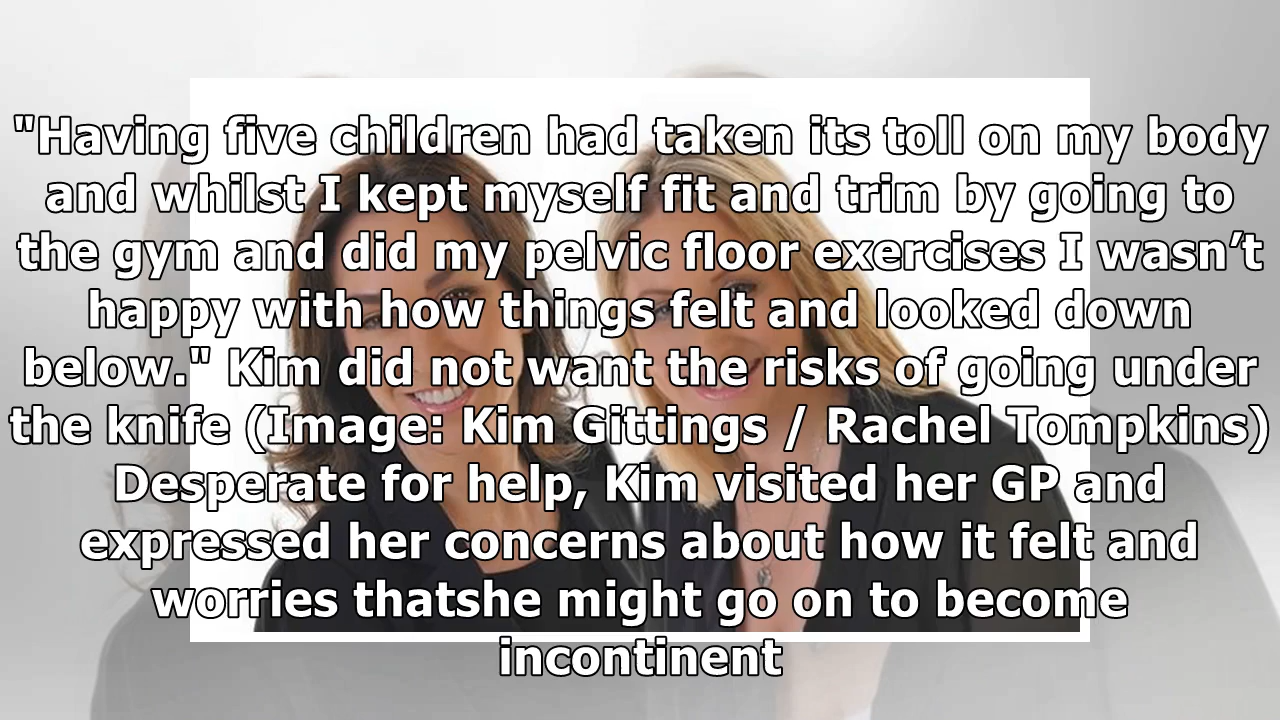 "Having five children had taken its toll on my body
and whilst I kept myself fit and trim by going to
the gym and did my pelvic floor exercises I wasn’t
happy with how things felt and looked down
below." Kim did not want the risks of going under
the knife (Image: Kim Gittings / Rachel Tompkins)
Desperate for help, Kim visited her GP and
expressed her concerns about how it felt and
worries thatshe might go on to become
incontinent